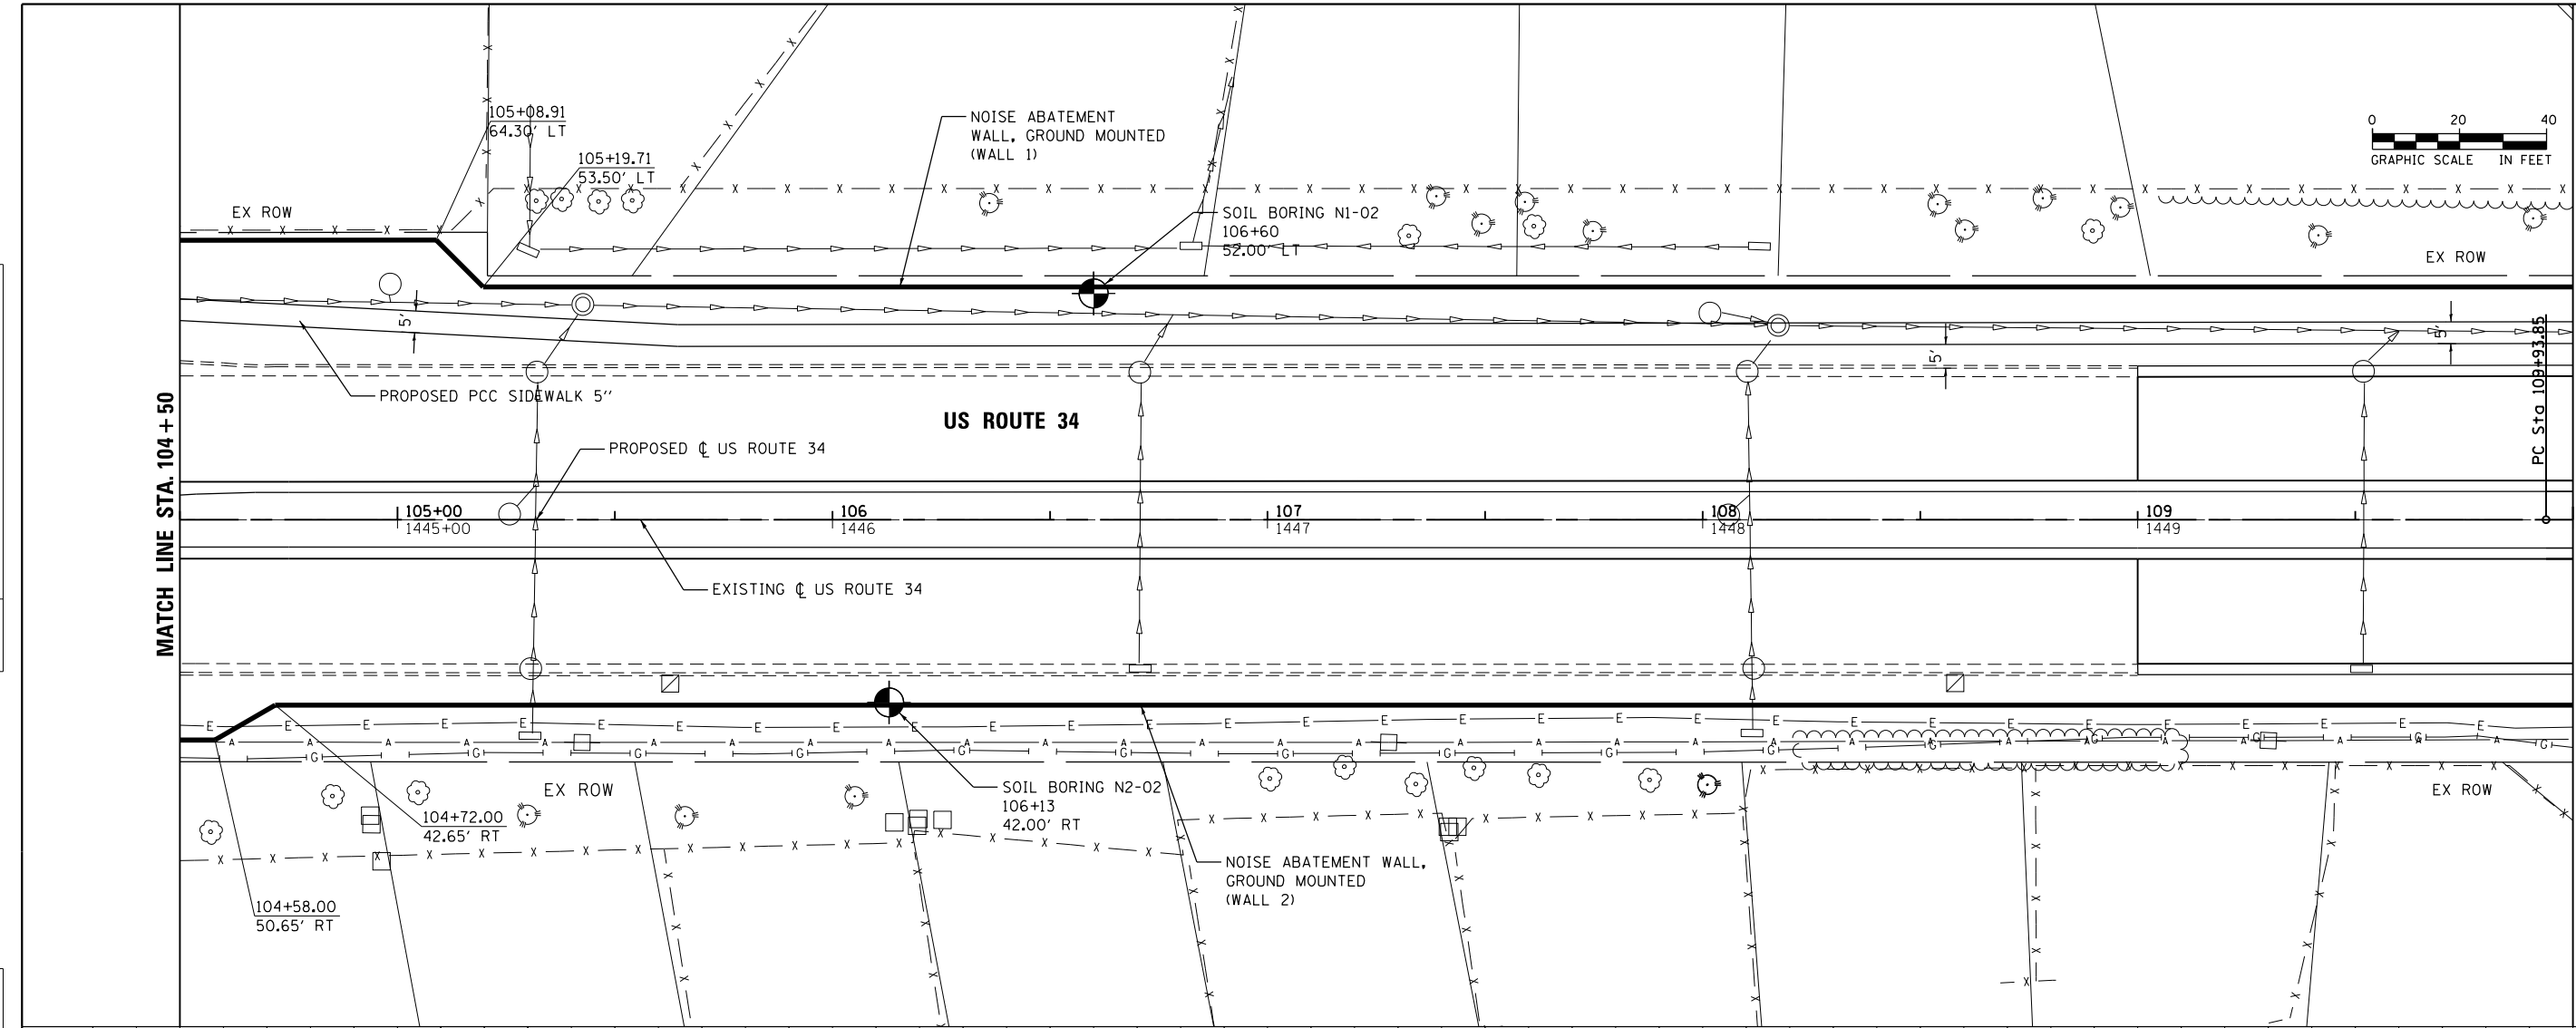 105+08.91
64.30' LT
105+19.71
53.50' LT
NOISE ABATEMENT
WALL, GROUND MOUNTED
(WALL 1)
0 20 40
GRAPHIC SCALE IN FEET
EX ROW
SOIL BORING N1-02
106+60
52.00' LT
EX ROW
5'
5'
5'
PROPOSED PCC SIDEWALK 5"
US ROUTE 34
PROPOSED ℄ US ROUTE 34
MATCH LINE STA. 104+50
PC Sta 109+93.85
105+00 106 107 108 109
1445+00 1446 1447 1448 1449
EXISTING ℄ US ROUTE 34
E E E E E E E E E E E E E E E E E E E E E E E E E E E E E E
A A A A A A A A A A A A A A A A A A A A A A A A A A A A A
G G G G G G G G G G G G G G G
EX ROW
SOIL BORING N2-02
106+13
42.00' RT
EX ROW
104+72.00
42.65' RT
NOISE ABATEMENT WALL,
GROUND MOUNTED
(WALL 2)
104+58.00
50.65' RT